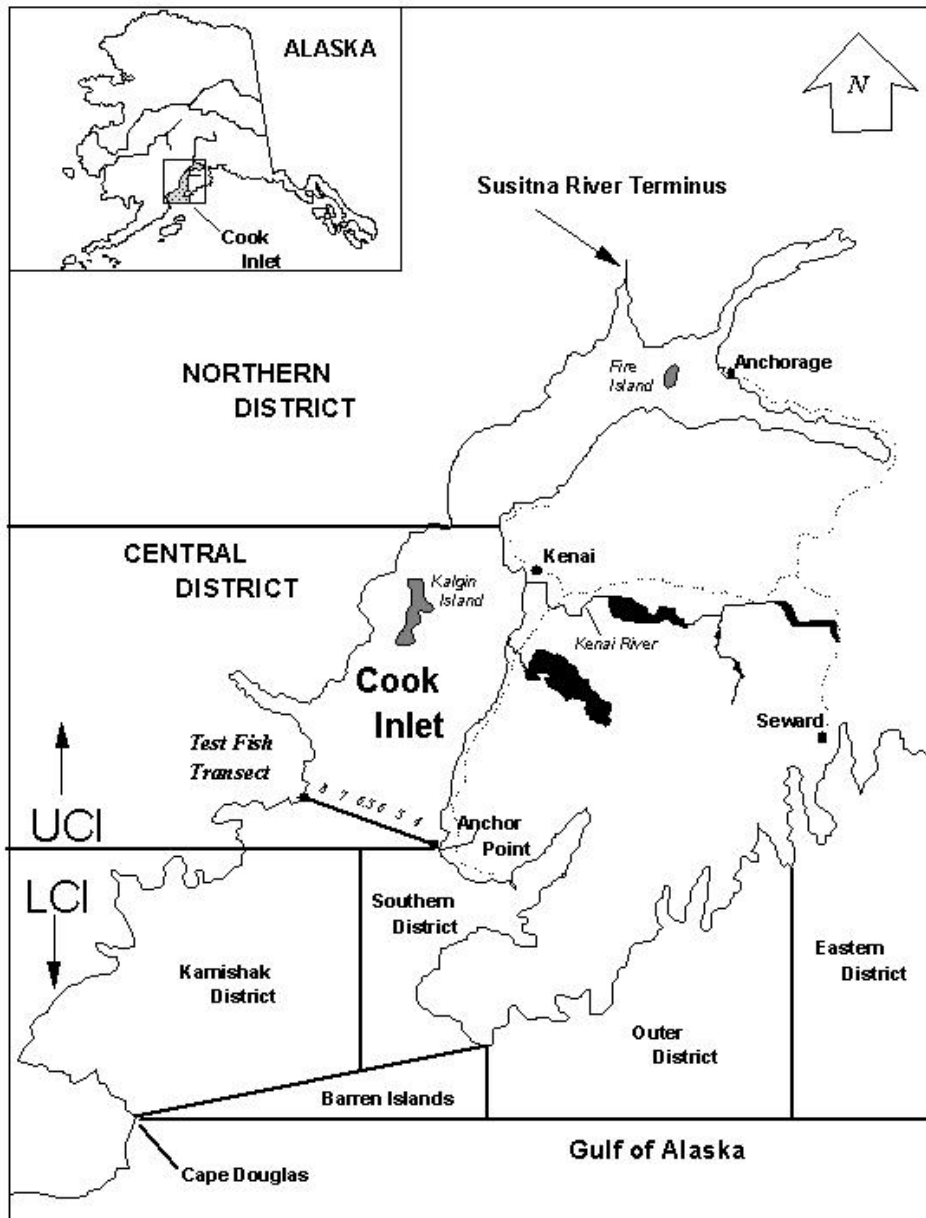 ALASKA
N
Cook
Inlet
Susitna River Terminus
Fire
Island
Anchorage
NORTHERN
DISTRICT
CENTRAL
DISTRICT
Kenai
Kalgin
Island
Kenai River
Cook
Inlet
Seward
Test Fish
Transect
8 7 6.5 6 5 4
UCI
Anchor
Point
LCI
Southern
District
Kamishak
District
Eastern
District
Outer
District
Barren Islands
Gulf of Alaska
Cape Douglas